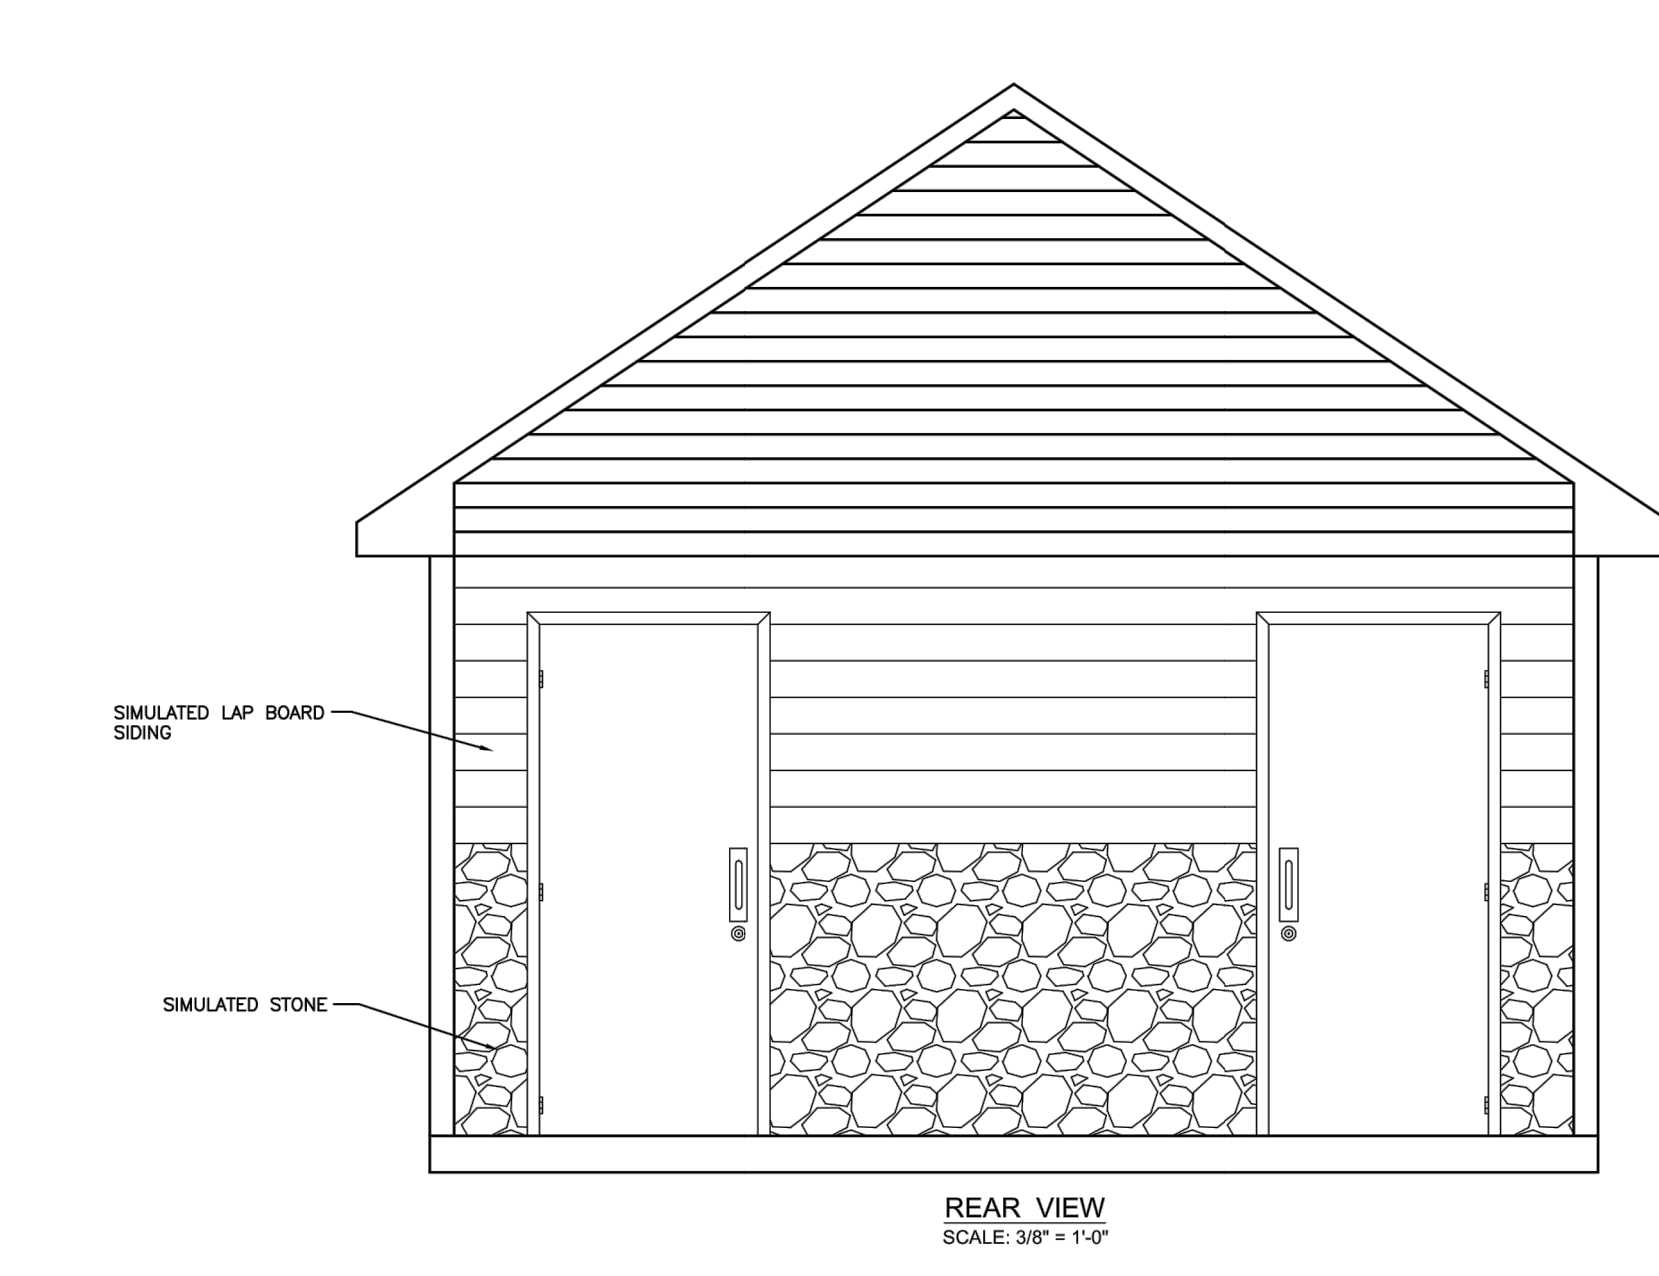 SIMULATED LAP BOARD
SIDING
SIMULATED STONE
REAR VIEW
SCALE: 3/8" = 1'-0"